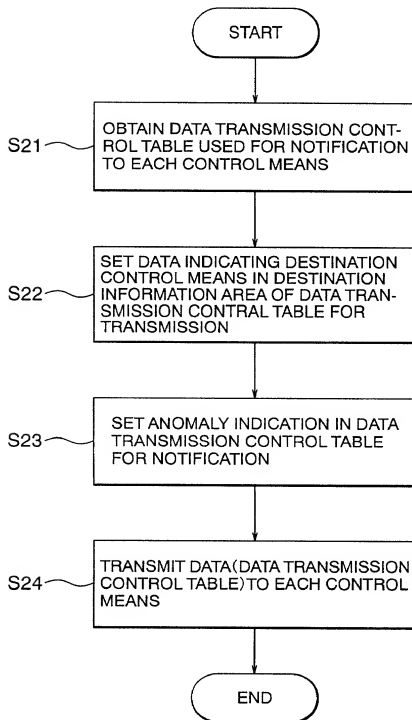 START
S21
OBTAIN DATA TRANSMISSION CONT-
ROL TABLE USED FOR NOTIFICATION
TO EACH CONTROL MEANS
S22
SET DATA INDICATING DESTINATION
CONTROL MEANS IN DESTINATION
INFORMATION AREA OF DATA TRAN-
SMISSION CONTRAL TABLE FOR
TRANSMISSION
S23
SET ANOMALY INDICATION IN DATA
TRANSMISSION CONTROL TABLE
FOR NOTIFICATION
S24
TRANSMIT DATA(DATA TRANSMISSION
CONTROL TABLE)TO EACH CONTROL
MEANS
END